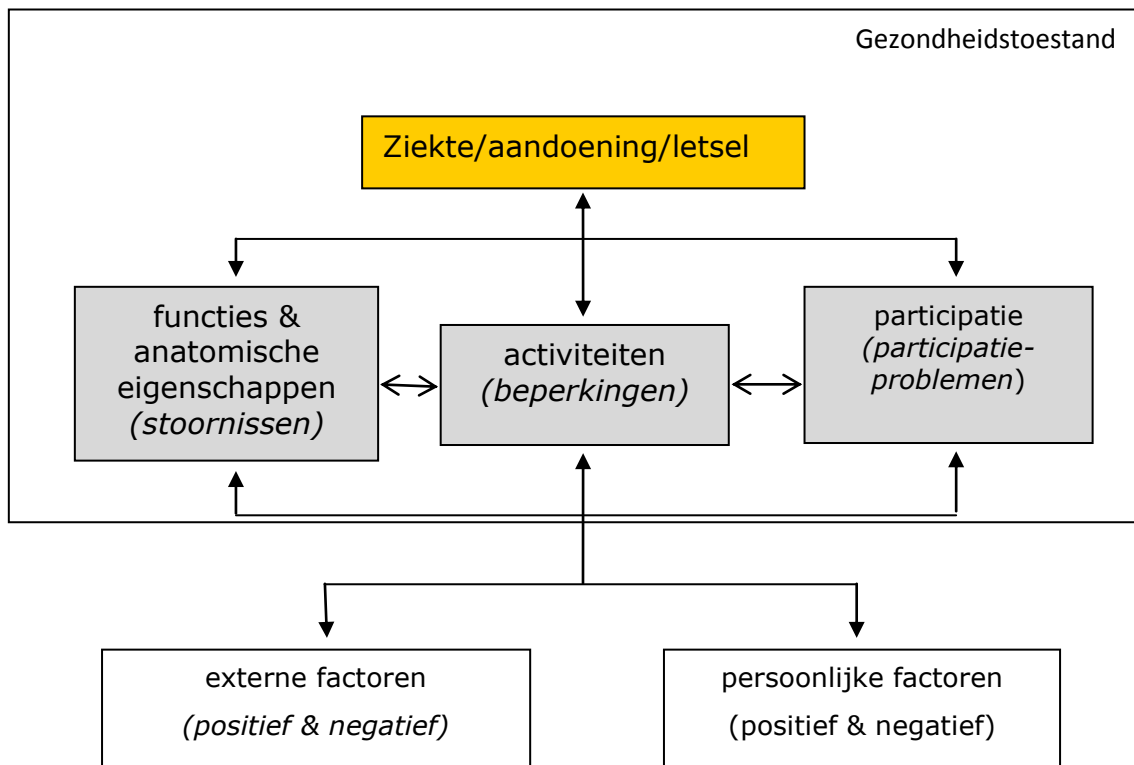 Gezondheidstoestand
Ziekte/aandoening/letsel
functies &
anatomische
eigenschappen
(stoornissen)
activiteiten
(beperkingen)
participatie
(participatie-
problemen)
externe factoren
(positief & negatief)
persoonlijke factoren
(positief & negatief)